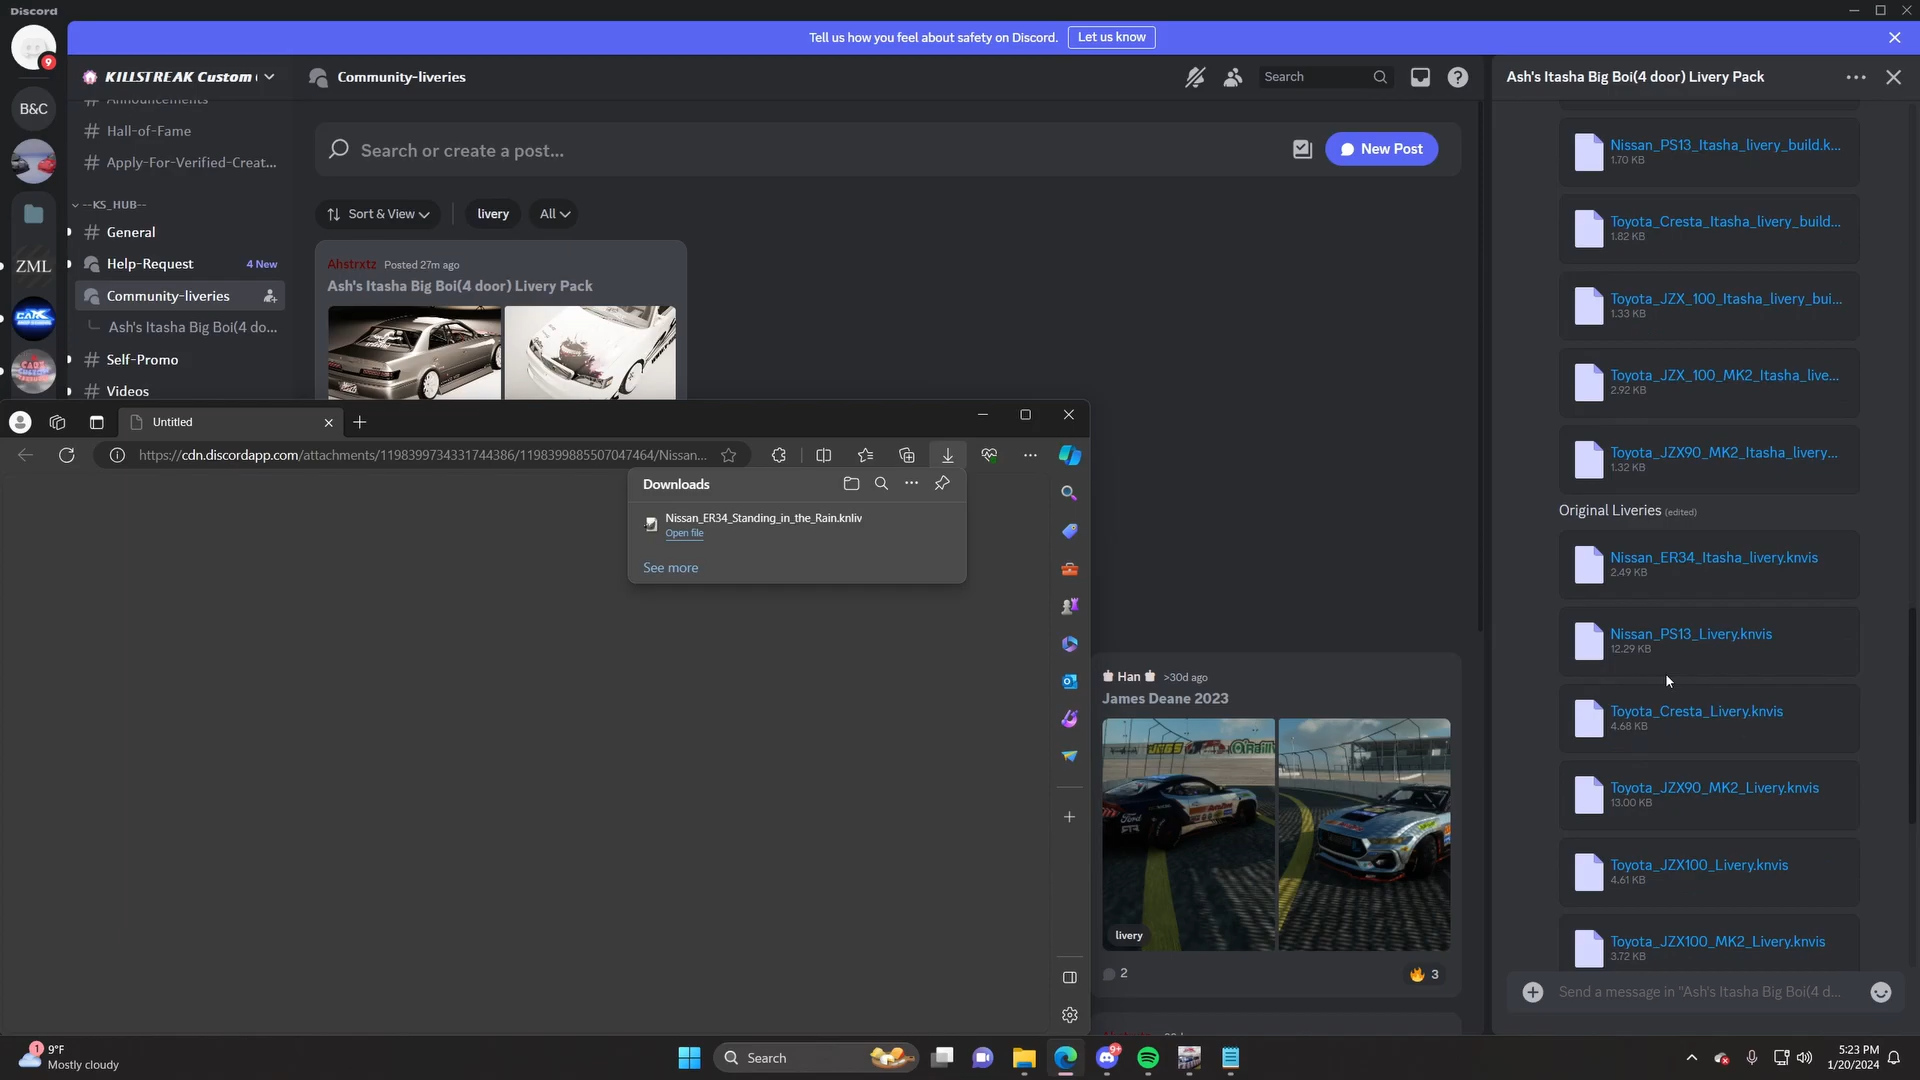 Discord
Tell us how you feel about safety on Discord.
Let us know
9
B&C
ZML
KILLSTREAK Custom
Announcements
Hall-of-Fame
Apply-For-Verified-Creat...
--KS_HUB--
General
Help-Request
4 New
Community-liveries
Ash's Itasha Big Boi(4 do...
Self-Promo
Videos
Community-liveries
Search
Search or create a post...
New Post
Sort & View
livery
All
Ahstrxtz Posted 27m ago
Ash's Itasha Big Boi(4 door) Livery Pack
Untitled
https://cdn.discordapp.com/attachments/1198399734331744386/1198399885507047464/Nissan...
Downloads
Nissan_ER34_Standing_in_the_Rain.knliv
Open file
See more
Han >30d ago
James Deane 2023
livery
2
3
Ash's Itasha Big Boi(4 door) Livery Pack
Nissan_PS13_Itasha_livery_build.k...
1.70 KB
Toyota_Cresta_Itasha_livery_build...
1.82 KB
Toyota_JZX_100_Itasha_livery_bui...
1.33 KB
Toyota_JZX_100_MK2_Itasha_live...
2.92 KB
Toyota_JZX90_MK2_Itasha_livery...
1.32 KB
Original Liveries (edited)
Nissan_ER34_Itasha_livery.knvis
2.49 KB
Nissan_PS13_Livery.knvis
12.29 KB
Toyota_Cresta_Livery.knvis
4.68 KB
Toyota_JZX90_MK2_Livery.knvis
13.00 KB
Toyota_JZX100_Livery.knvis
4.61 KB
Toyota_JZX100_MK2_Livery.knvis
3.72 KB
Send a message in "Ash's Itasha Big Boi(4 d...
1
9°F
Mostly cloudy
Search
9+
5:23 PM
1/20/2024